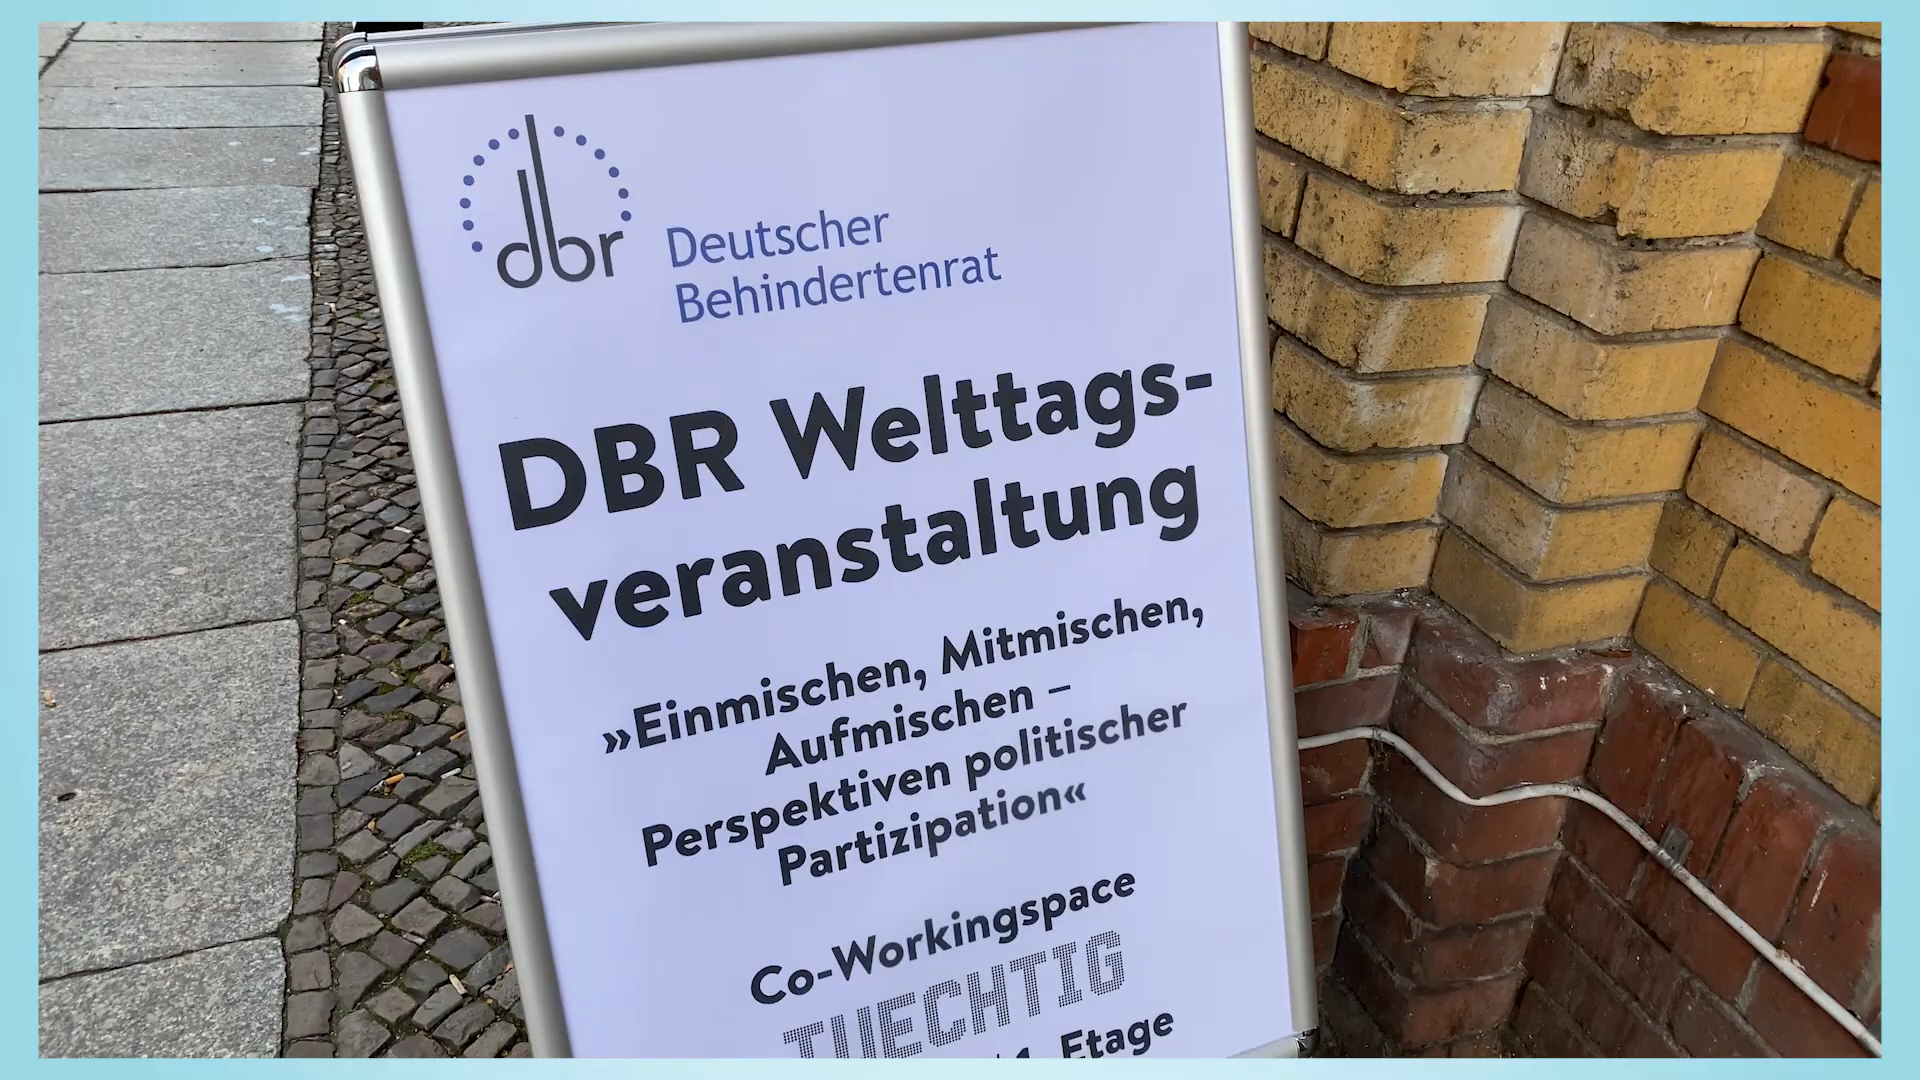 dbr
Deutscher
Behindertenrat
DBR Welttags-
veranstaltung
»Einmischen, Mitmischen,
Aufmischen –
Perspektiven politischer
Partizipation«
Co-Workingspace
TUECHTIG
Etage